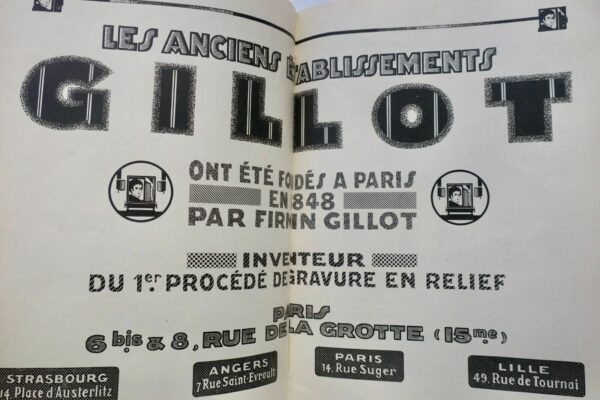 LES ANCIENS ÉTABLISSEMENTS
GILLOT
ONT ÉTÉ FONDÉS A PARIS
EN 848
PAR FIRMIN GILLOT
INVENTEUR
DU 1er PROCÉDÉ DE GRAVURE EN RELIEF
PARIS
6 bis & 8, RUE DE LA GROTTE (15me)
STRASBOURG
14 Place d'Austerlitz
ANGERS
7 Rue Saint-Evroult
PARIS
14. Rue Suger
LILLE
49. Rue de Tournai